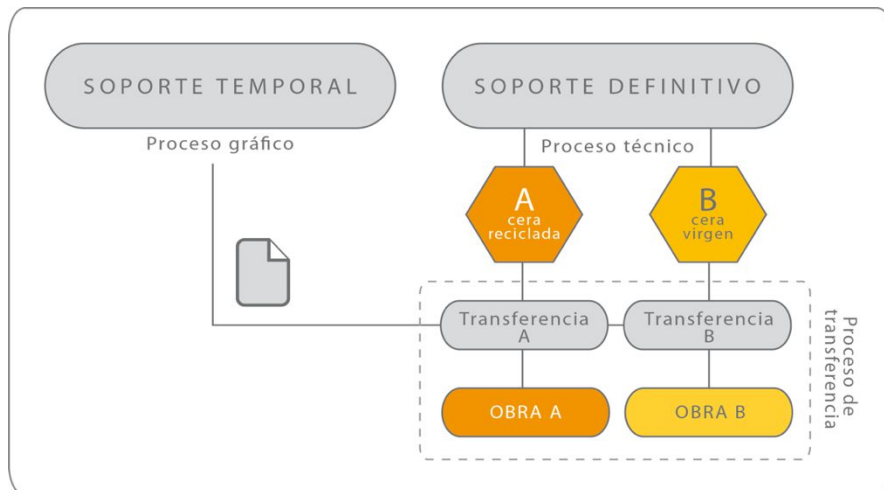 SOPORTE TEMPORAL
SOPORTE DEFINITIVO
Proceso gráfico
Proceso técnico
A
cera
reciclada
B
cera
virgen
Transferencia
A
Transferencia
B
OBRA A
OBRA B
Proceso de
transferencia